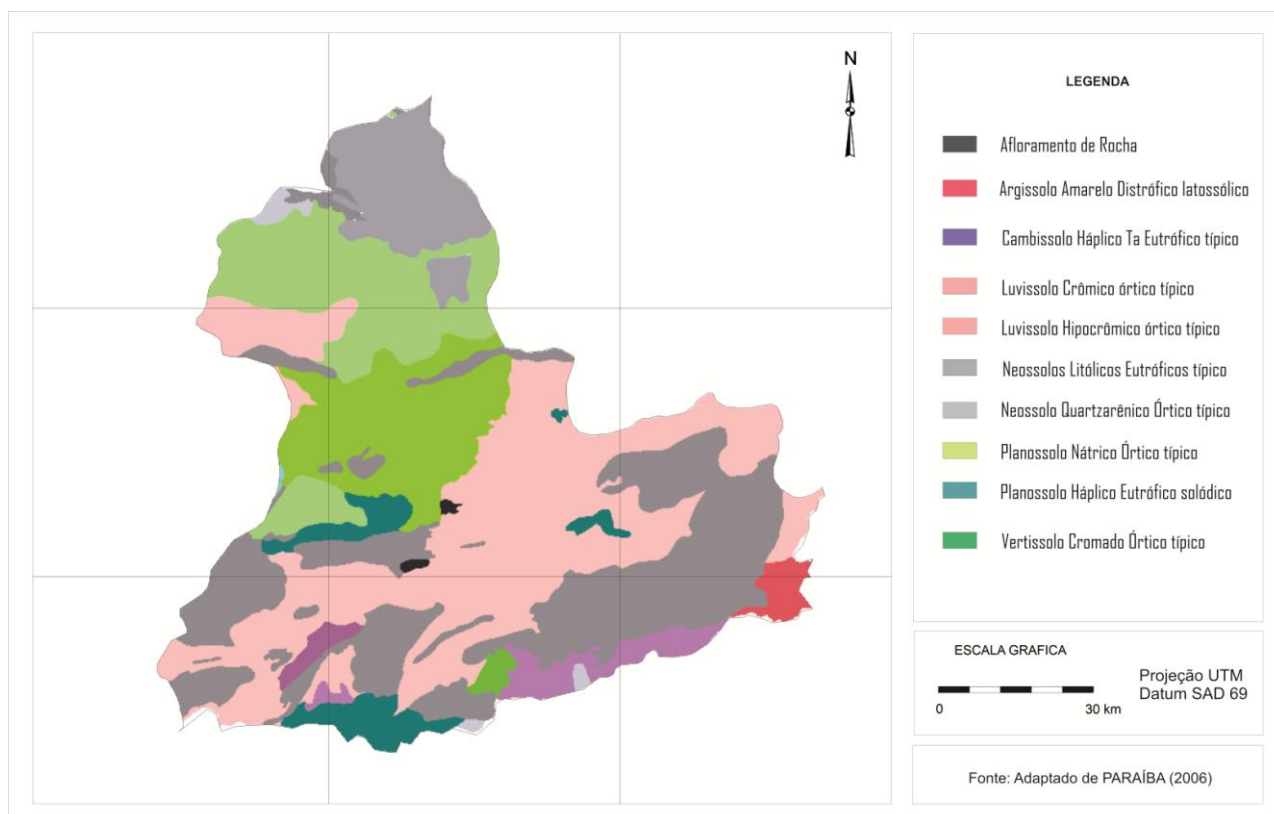 N
LEGENDA
Afloramento de Rocha
Argissolo Amarelo Distrófico latossólico
Cambissolo Háplico Ta Eutrófico típico
Luvissolo Crômico órtico típico
Luvissolo Hipocrômico órtico típico
Neossolos Litólicos Eutróficos típico
Neossolo Quartzarênico Órtico típico
Planossolo Nátrico Órtico típico
Planossolo Háplico Eutrófico solódico
Vertissolo Cromado Órtico típico
ESCALA GRAFICA
0 30 km
Projeção UTM
Datum SAD 69
Fonte: Adaptado de PARAÍBA (2006)